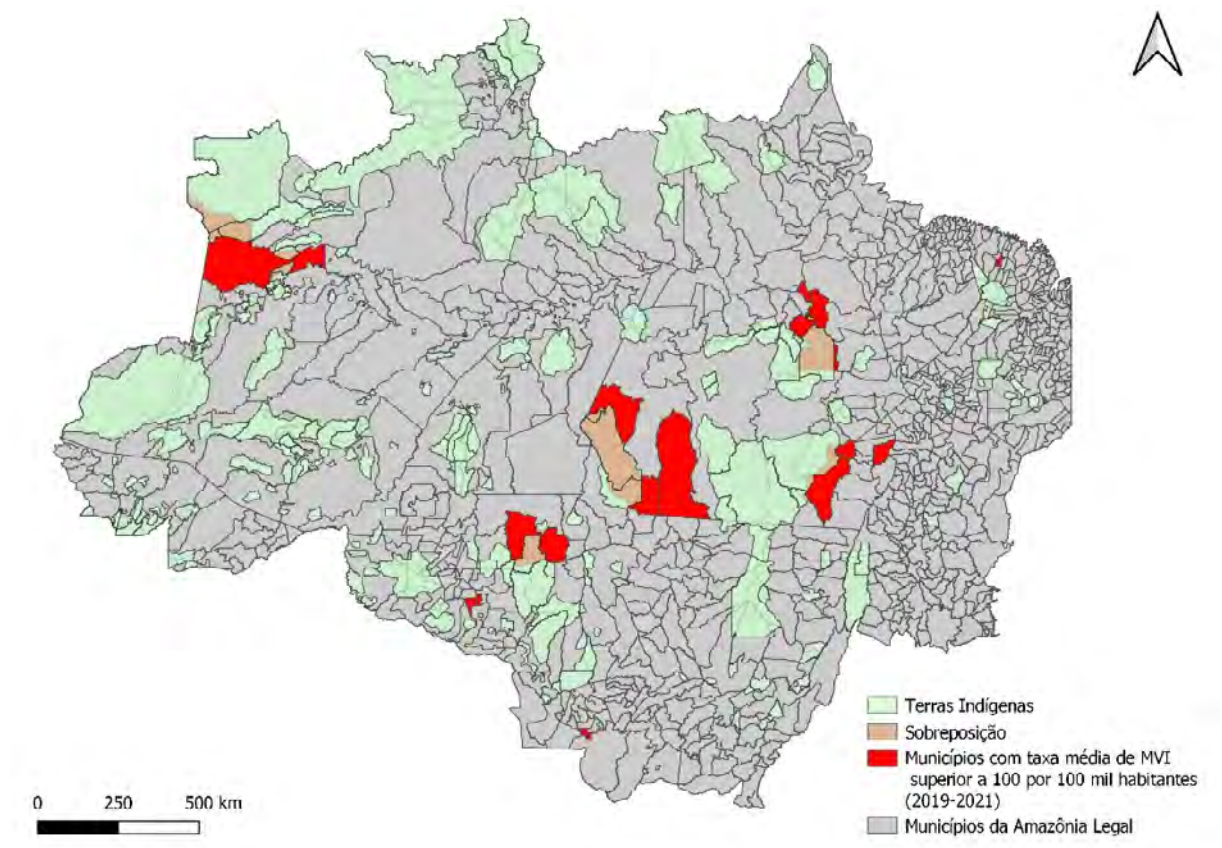 Terras Indígenas
Sobreposição
Municípios com taxa média de MVI
superior a 100 por 100 mil habitantes
(2019-2021)
Municípios da Amazônia Legal
0 250 500 km